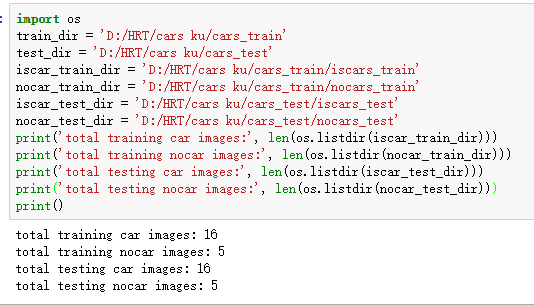 import os
train_dir = 'D:/HRT/cars ku/cars_train'
test_dir = 'D:/HRT/cars ku/cars_test'
iscar_train_dir = 'D:/HRT/cars ku/cars_train/iscars_train'
nocar_train_dir = 'D:/HRT/cars ku/cars_train/nocars_train'
iscar_test_dir = 'D:/HRT/cars ku/cars_test/iscars_test'
nocar_test_dir = 'D:/HRT/cars ku/cars_test/nocars_test'
print('total training car images:', len(os.listdir(iscar_train_dir)))
print('total training nocar images:', len(os.listdir(nocar_train_dir)))
print('total testing car images:', len(os.listdir(iscar_test_dir)))
print('total testing nocar images:', len(os.listdir(nocar_test_dir)))
print()
total training car images: 16
total training nocar images: 5
total testing car images: 16
total testing nocar images: 5